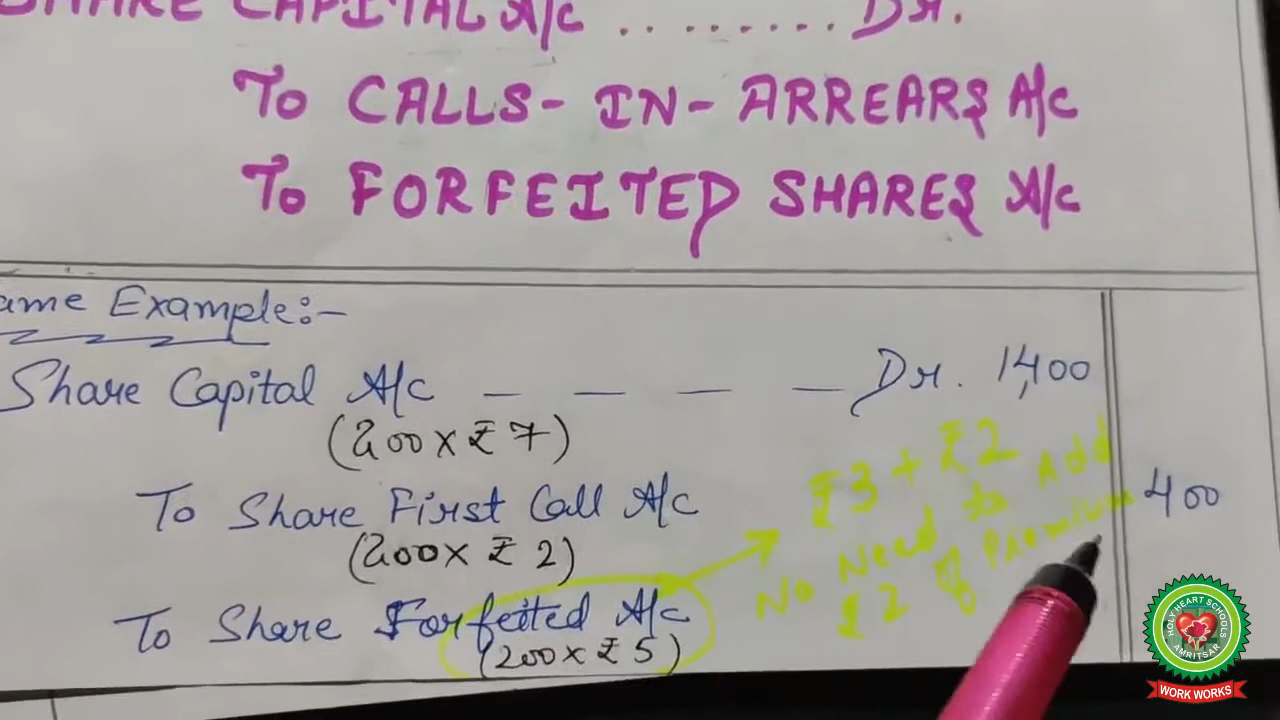 SHARE CAPITAL A/c ......... Dr.
To CALLS-IN-ARREARS A/c
To FORFEITED SHARES A/c
ame Example:-
Share Capital A/c — — — — Dr. 1,400
(200 x ₹ 7)
To Share First Call A/c 400
(200 x ₹ 2)
To Share Forfeited A/c
(200 x ₹ 5)
₹3 + ₹2
No Need to Add
₹2 of Premium
HOLY HEART SCHOOLS
AMRITSAR
WORK WORKS